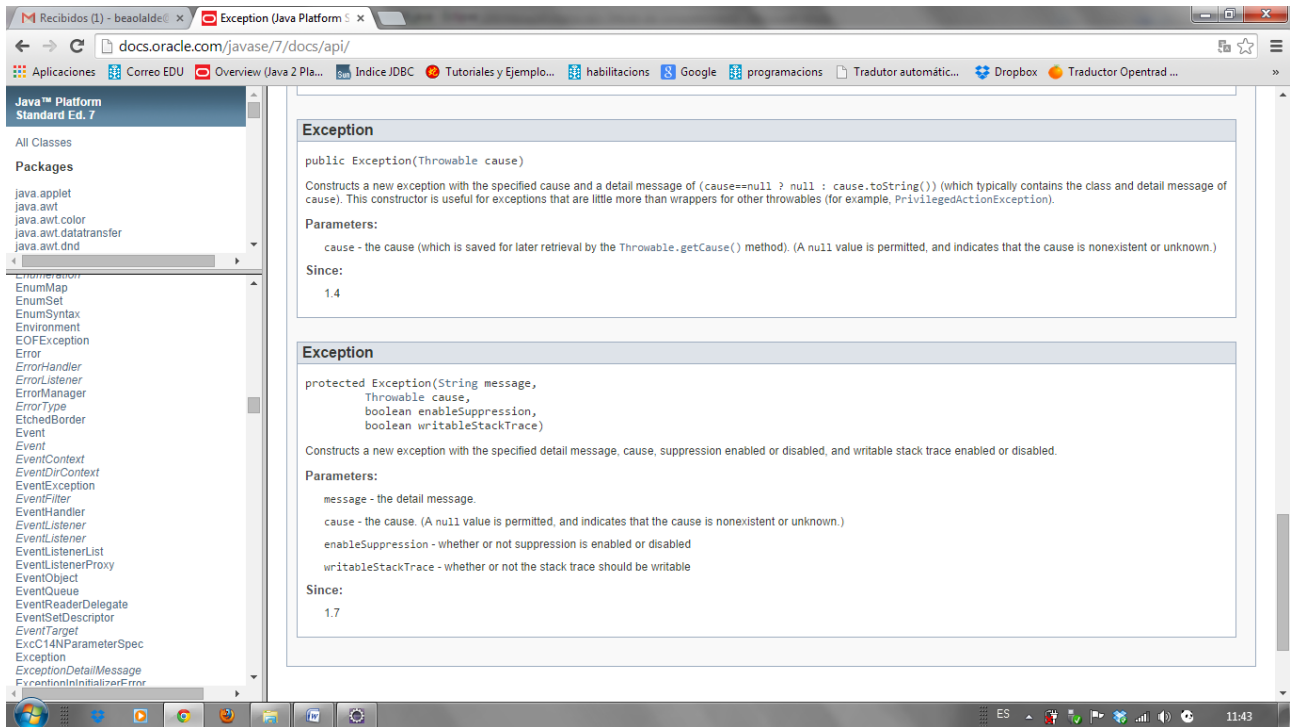 Recibidos (1) - beaolalde@
Exception (Java Platform S
docs.oracle.com/javase/7/docs/api/
Aplicaciones
Correo EDU
Overview (Java 2 Pla...
Indice JDBC
Tutoriales y Ejemplo...
habilitacions
Google
programacions
Tradutor automátic...
Dropbox
Traductor Opentrad ...
»
Java™ Platform
Standard Ed. 7
All Classes
Packages
java.applet
java.awt
java.awt.color
java.awt.datatransfer
java.awt.dnd
Enumeration
EnumMap
EnumSet
EnumSyntax
Environment
EOFException
Error
ErrorHandler
ErrorListener
ErrorManager
ErrorType
EtchedBorder
Event
Event
EventContext
EventDirContext
EventException
EventFilter
EventHandler
EventListener
EventListener
EventListenerList
EventListenerProxy
EventObject
EventQueue
EventReaderDelegate
EventSetDescriptor
EventTarget
ExcC14NParameterSpec
Exception
ExceptionDetailMessage
ExceptionInInitializerError
Exception
public Exception(Throwable cause)
Constructs a new exception with the specified cause and a detail message of (cause==null ? null : cause.toString()) (which typically contains the class and detail message of
cause). This constructor is useful for exceptions that are little more than wrappers for other throwables (for example, PrivilegedActionException).
Parameters:
cause - the cause (which is saved for later retrieval by the Throwable.getCause() method). (A null value is permitted, and indicates that the cause is nonexistent or unknown.)
Since:
1.4
Exception
protected Exception(String message,
Throwable cause,
boolean enableSuppression,
boolean writableStackTrace)
Constructs a new exception with the specified detail message, cause, suppression enabled or disabled, and writable stack trace enabled or disabled.
Parameters:
message - the detail message.
cause - the cause. (A null value is permitted, and indicates that the cause is nonexistent or unknown.)
enableSuppression - whether or not suppression is enabled or disabled
writableStackTrace - whether or not the stack trace should be writable
Since:
1.7
ES
11:43